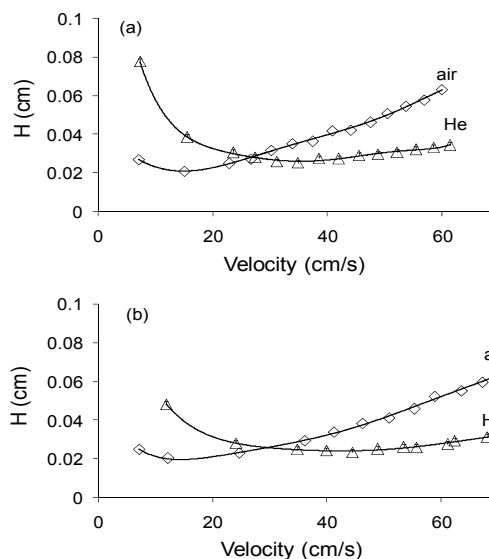 0.1
(a)
0.08
air
0.06
He
0.04
0.02
0
0 20 40 60
H (cm)
Velocity (cm/s)
0.1
(b)
0.08
a
0.06
H
0.04
0.02
0
0 20 40 60
H (cm)
Velocity (cm/s)